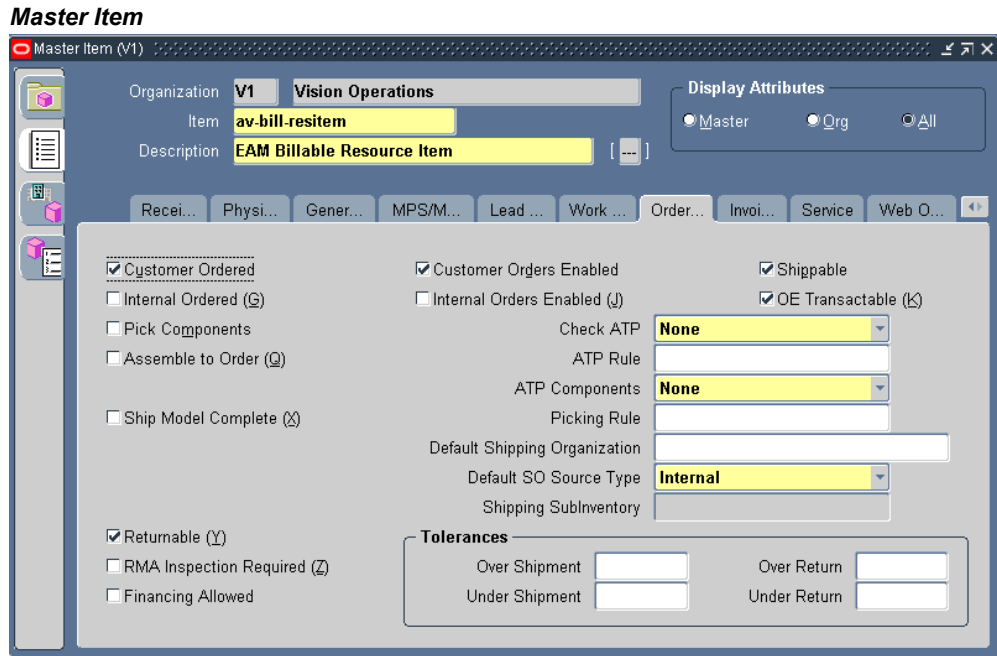 Master Item
Master Item (V1)
Organization V1 Vision Operations
Item av-bill-resitem
Description EAM Billable Resource Item [ ... ]
Display Attributes
Master Org All
Recei... Physi... Gener... MPS/M... Lead ... Work ... Order... Invoi... Service Web O...
Customer Ordered Customer Orders Enabled Shippable
Internal Ordered (G) Internal Orders Enabled (J) OE Transactable (K)
Pick Components Check ATP None
Assemble to Order (Q) ATP Rule
ATP Components None
Ship Model Complete (X) Picking Rule
Default Shipping Organization
Default SO Source Type Internal
Shipping SubInventory
Returnable (Y) Tolerances
RMA Inspection Required (Z) Over Shipment Over Return
Financing Allowed Under Shipment Under Return